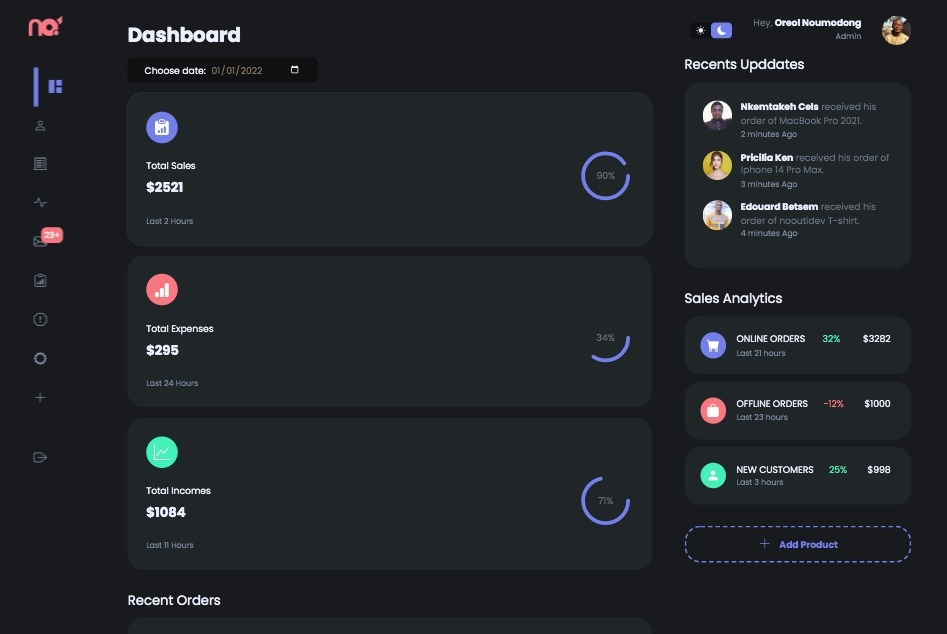 no!
Dashboard
Hey, Oreol Noumodong
Admin
Choose date: 01/01/2022
Total Sales
$2521
90%
Last 2 Hours
23+
Total Expenses
$295
34%
Last 24 Hours
Total Incomes
$1084
71%
Last 11 Hours
Recent Orders
Recents Upddates
Nkemtakeh Cels received his
order of MacBook Pro 2021.
2 minutes Ago
Pricilia Ken received his order of
Iphone 14 Pro Max.
3 minutes Ago
Edouard Betsem received his
order of nooutidev T-shirt.
4 minutes Ago
Sales Analytics
ONLINE ORDERS 32% $3282
Last 21 hours
OFFLINE ORDERS -12% $1000
Last 23 hours
NEW CUSTOMERS 25% $998
Last 3 hours
Add Product